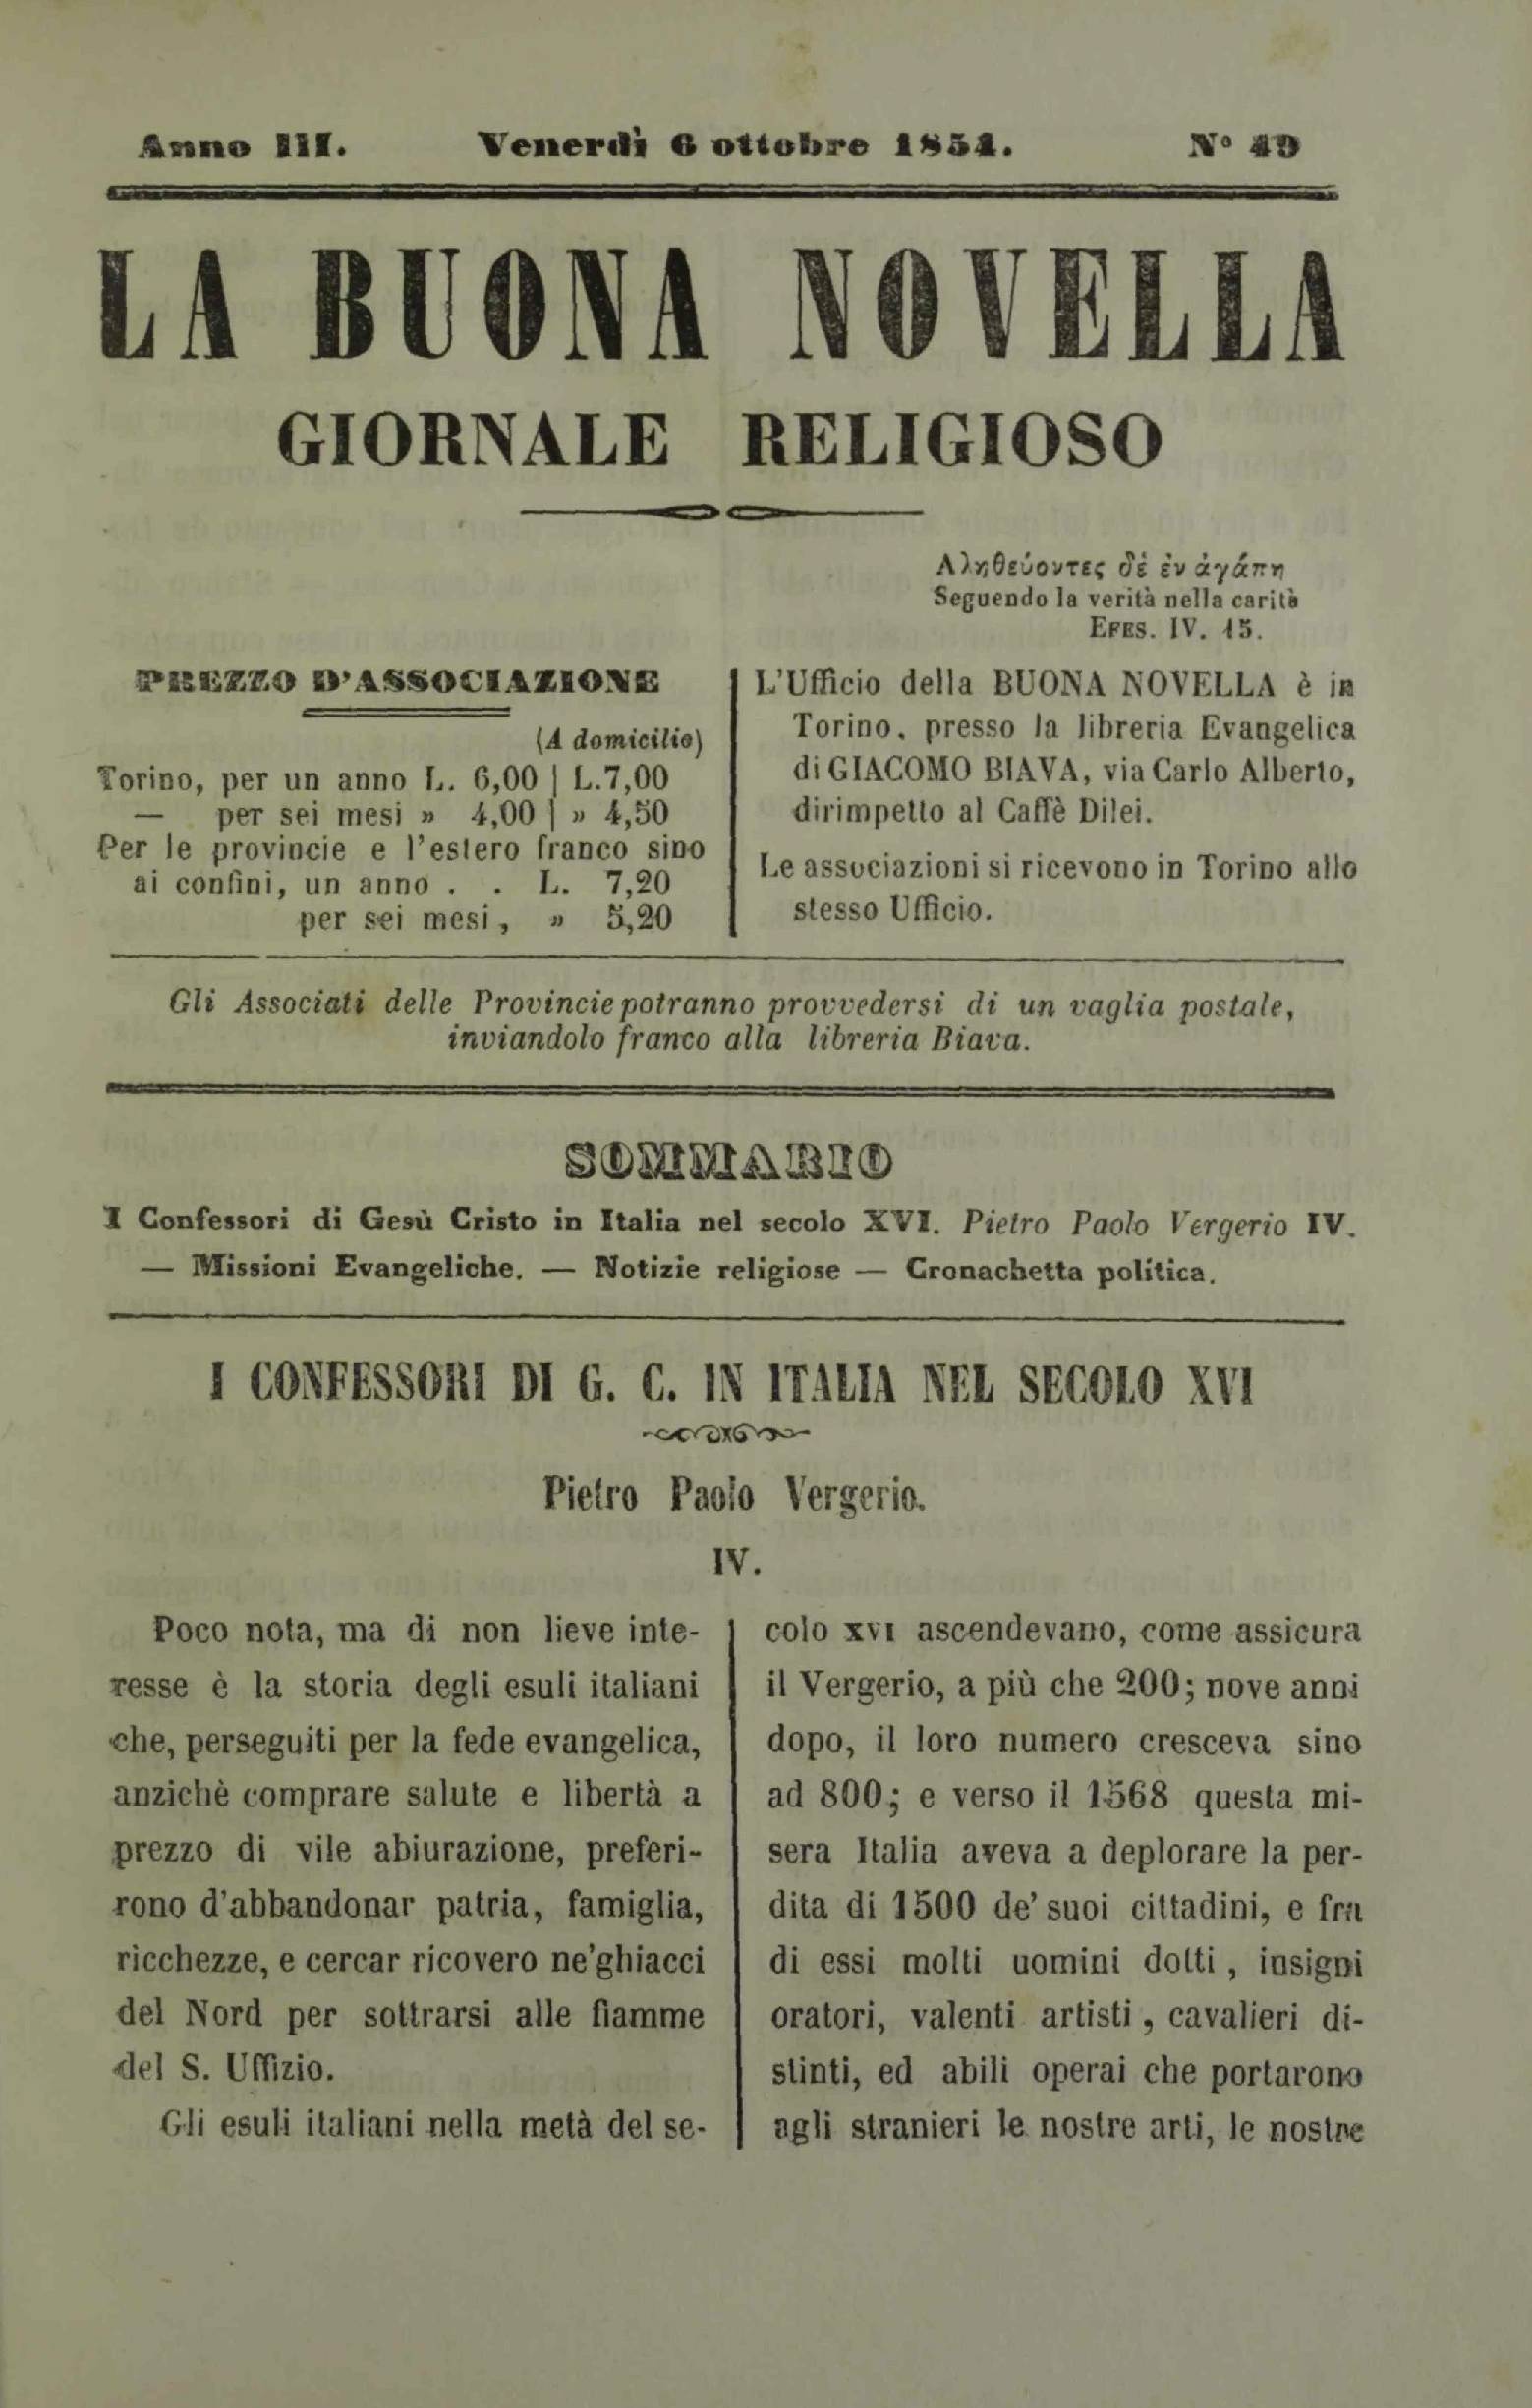 Anno III. Venerdì 6 ottobre 1854. N° 49
LA BUONA NOVELLA
GIORNALE RELIGIOSO
Αληθεύοντες δέ ἐν ἀγάπη
Seguendo la verità nella carità
EFES. IV. 15.
PREZZO D'ASSOCIAZIONE
(A domicilio)
Torino, per un anno L. 6,00 | L.7,00
— per sei mesi » 4,00 | » 4,50
Per le provincie e l'estero franco sino
ai confini, un anno . . L. 7,20
per sei mesi, » 5,20
L'Ufficio della BUONA NOVELLA è in
Torino, presso la libreria Evangelica
di GIACOMO BIAVA, via Carlo Alberto,
dirimpetto al Caffè Dilei.
Le associazioni si ricevono in Torino allo
stesso Ufficio.
Gli Associati delle Provincie potranno provvedersi di un vaglia postale,
inviandolo franco alla libreria Biava.
SOMMARIO
I Confessori di Gesù Cristo in Italia nel secolo XVI. Pietro Paolo Vergerio IV.
— Missioni Evangeliche. — Notizie religiose — Cronachetta politica.
I CONFESSORI DI G. C. IN ITALIA NEL SECOLO XVI
Pietro Paolo Vergerio.
IV.
Poco nota, ma di non lieve inte-
resse è la storia degli esuli italiani
che, perseguiti per la fede evangelica,
anzichè comprare salute e libertà a
prezzo di vile abiurazione, preferi-
rono d'abbandonar patria, famiglia,
ricchezze, e cercar ricovero ne'ghiacci
del Nord per sottrarsi alle fiamme
del S. Uffizio.
Gli esuli italiani nella metà del se-
colo XVI ascendevano, come assicura
il Vergerio, a più che 200; nove anni
dopo, il loro numero cresceva sino
ad 800; e verso il 1568 questa mi-
sera Italia aveva a deplorare la per-
dita di 1500 de' suoi cittadini, e fra
di essi molti uomini dotti, insigni
oratori, valenti artisti, cavalieri di-
stinti, ed abili operai che portarono
agli stranieri le nostre arti, le nostre